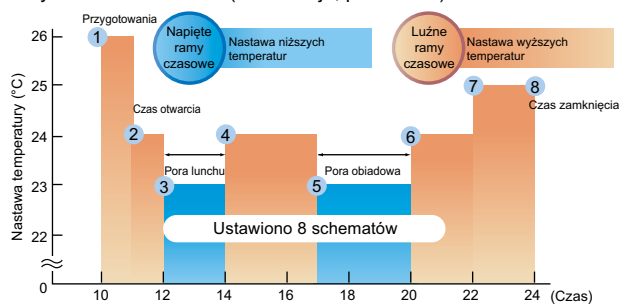 Przygotowania
Napięte
ramy
czasowe
Nastawa niższych
temperatur
Luźne
ramy
czasowe
Nastawa wyższych
temperatur
Nastawa temperatury (°C)
26
25
24
23
22
0
1
2
3
4
5
6
7
8
Czas otwarcia
Czas zamknięcia
Pora lunchu
Pora obiadowa
Ustawiono 8 schematów
10 12 14 16 18 20 22 24 (Czas)